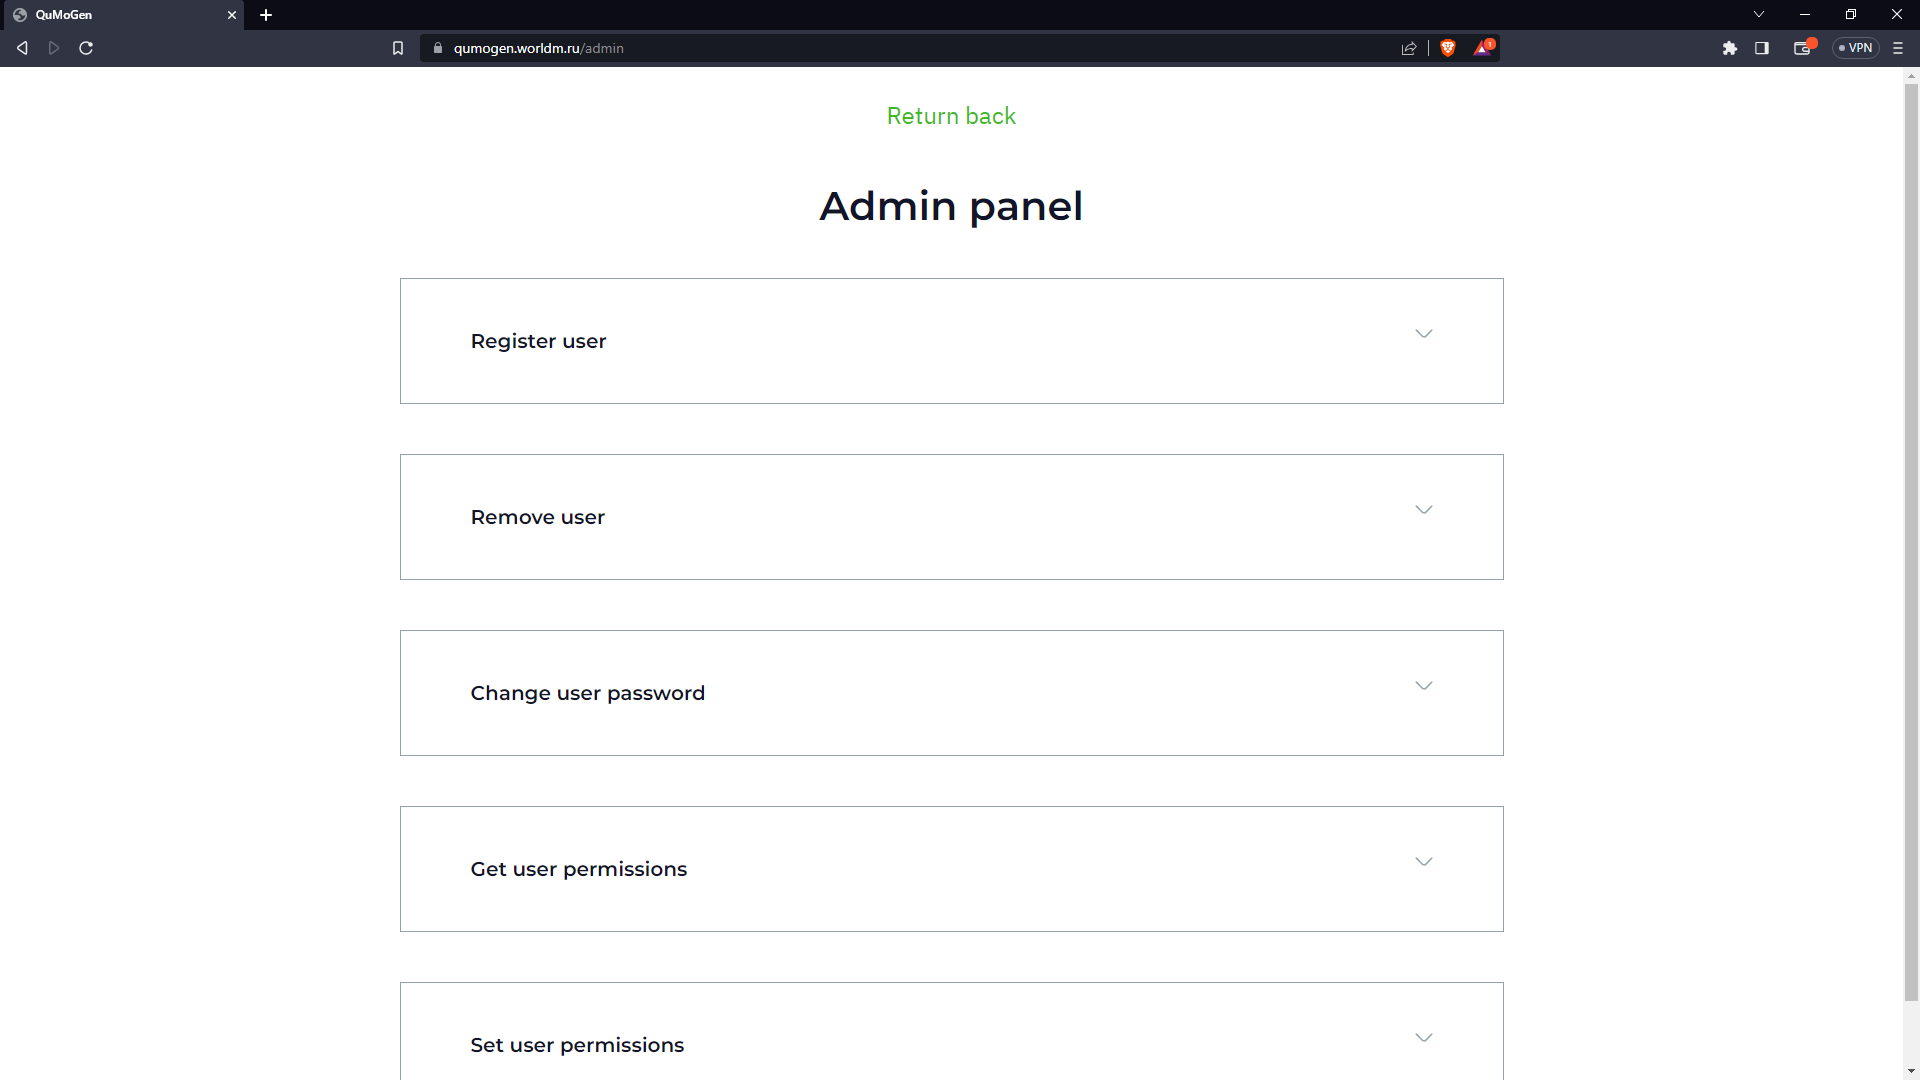 QuMoGen
qumogen.worldm.ru/admin
1
VPN
Return back
Admin panel
Register user
Remove user
Change user password
Get user permissions
Set user permissions